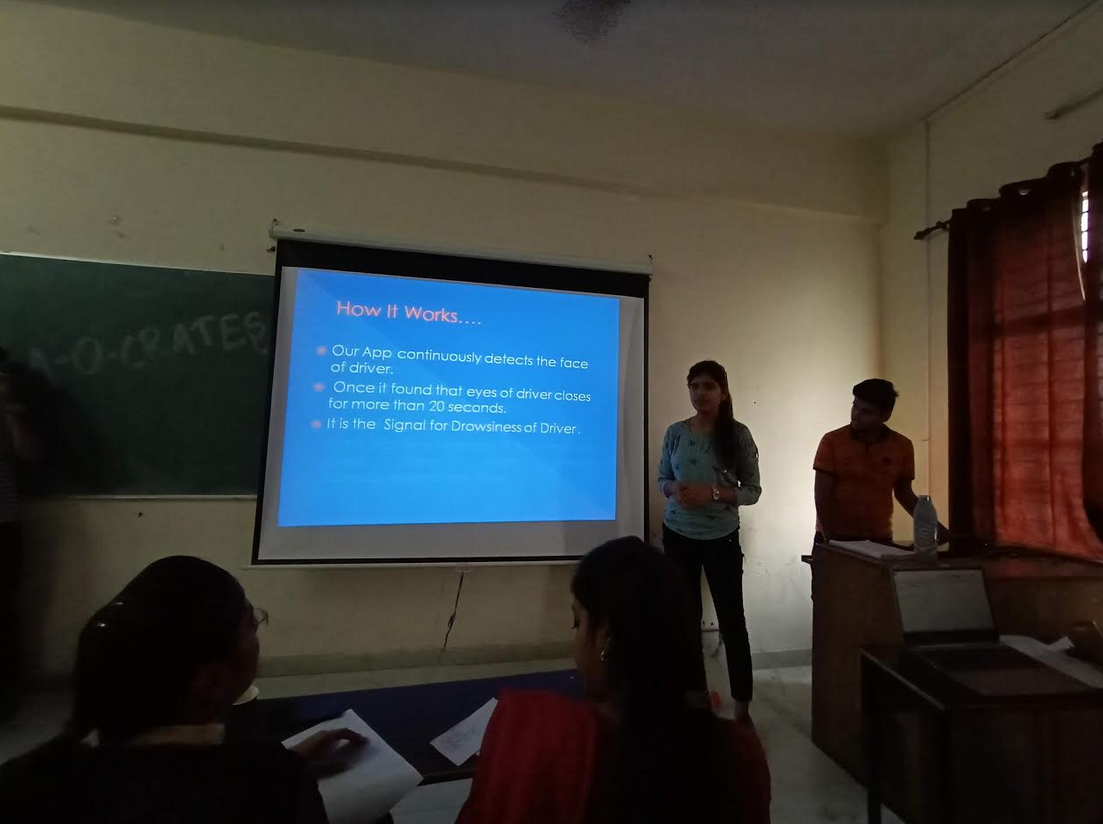 A-O-CRATES
How It Works....
Our App continuously detects the face
of driver.
Once it found that eyes of driver closes
for more than 20 seconds.
It is the Signal for Drowsiness of Driver.